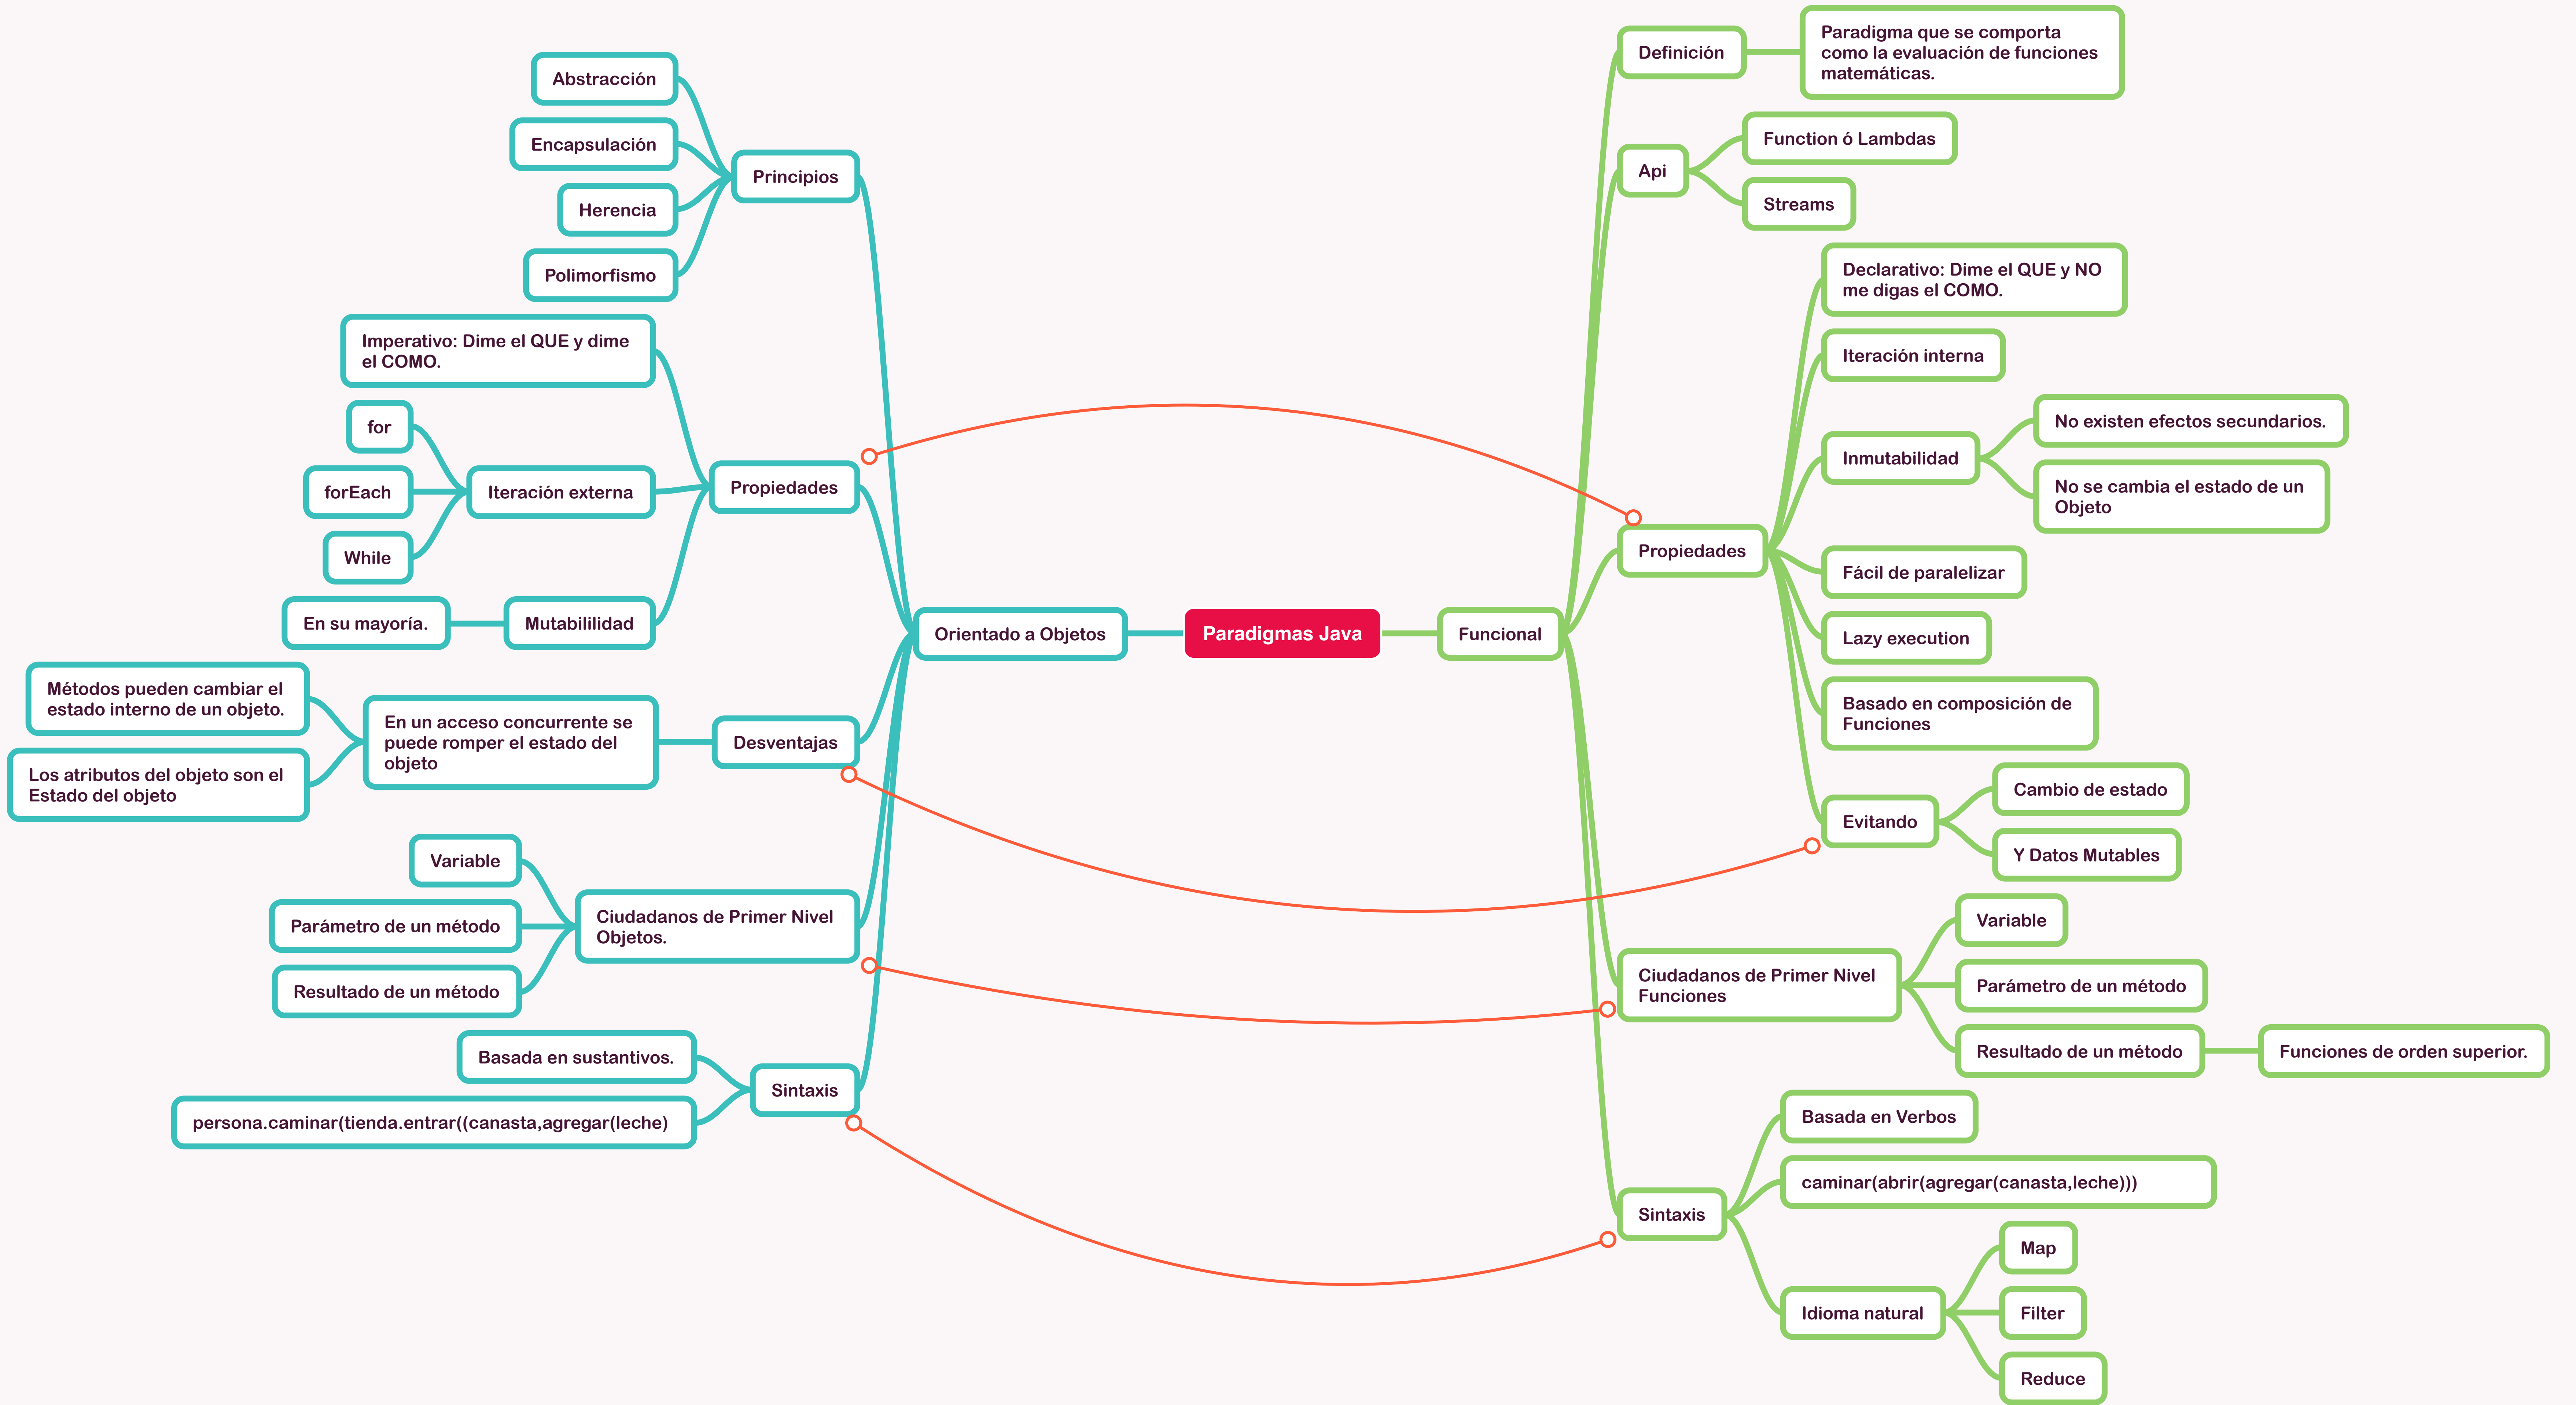 Paradigmas Java
Orientado a Objetos
Principios
Abstracción
Encapsulación
Herencia
Polimorfismo
Propiedades
Imperativo: Dime el QUE y dime
el COMO.
Iteración externa
for
forEach
While
Mutabililidad
En su mayoría.
Desventajas
En un acceso concurrente se
puede romper el estado del
objeto
Métodos pueden cambiar el
estado interno de un objeto.
Los atributos del objeto son el
Estado del objeto
Ciudadanos de Primer Nivel
Objetos.
Variable
Parámetro de un método
Resultado de un método
Sintaxis
Basada en sustantivos.
persona.caminar(tienda.entrar((canasta,agregar(leche)
Funcional
Definición
Paradigma que se comporta
como la evaluación de funciones
matemáticas.
Api
Function ó Lambdas
Streams
Propiedades
Declarativo: Dime el QUE y NO
me digas el COMO.
Iteración interna
Inmutabilidad
No existen efectos secundarios.
No se cambia el estado de un
Objeto
Fácil de paralelizar
Lazy execution
Basado en composición de
Funciones
Evitando
Cambio de estado
Y Datos Mutables
Ciudadanos de Primer Nivel
Funciones
Variable
Parámetro de un método
Resultado de un método
Funciones de orden superior.
Sintaxis
Basada en Verbos
caminar(abrir(agregar(canasta,leche)))
Idioma natural
Map
Filter
Reduce